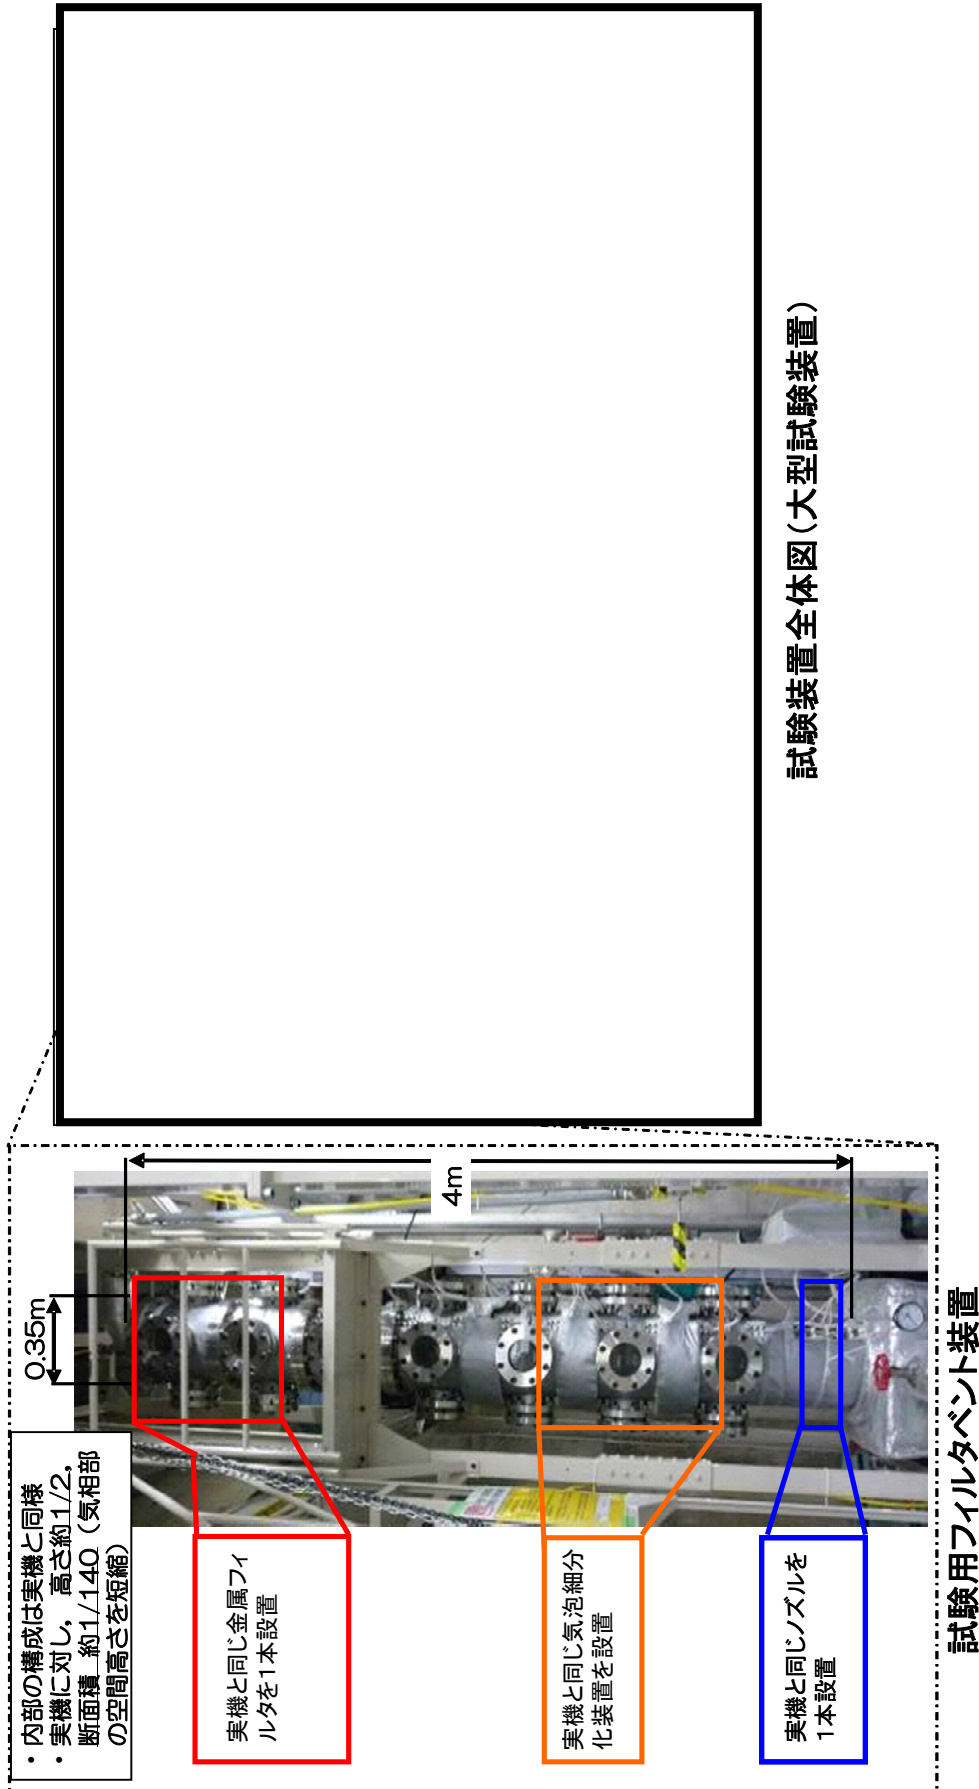 ・内部の構成は実機と同様
・実機に対し，高さ約1/2，
断面積 約1/140（気相部
の空間高さを短縮）
0.35m
4m
実機と同じ金属フィ
ルタを1本設置
実機と同じ気泡細分
化装置を設置
実機と同じノズルを
1本設置
試験用フィルタベント装置
試験装置全体図（大型試験装置）